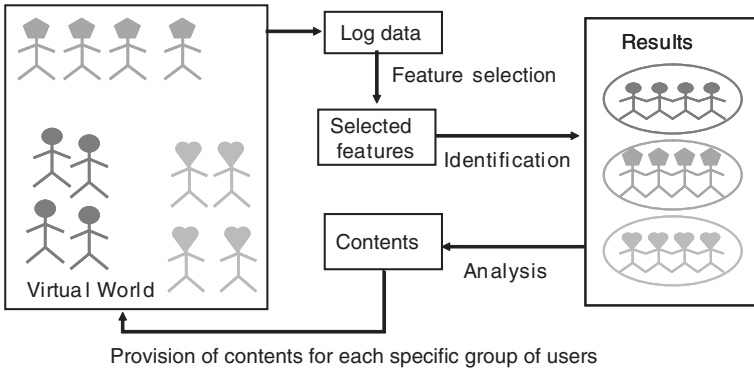 Log data
Results
Feature selection
Selected
features
Identification
Contents
Analysis
Virtual World
Provision of contents for each specific group of users